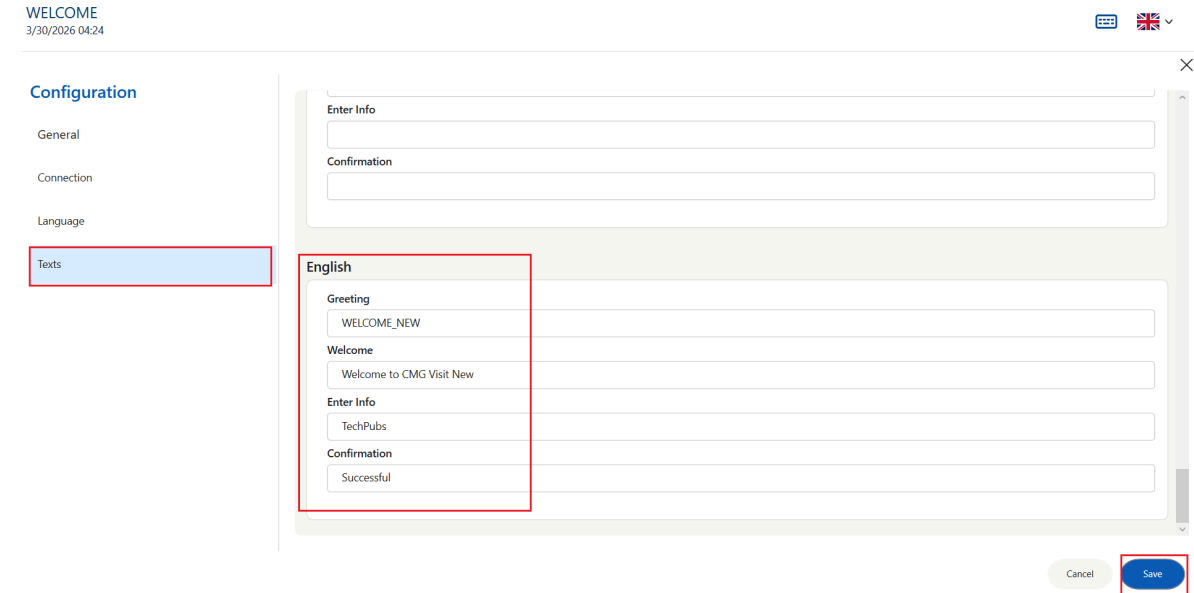 WELCOME
3/30/2026 04:24
Configuration
General
Connection
Language
Texts
Enter Info
Confirmation
English
Greeting
WELCOME_NEW
Welcome
Welcome to CMG Visit New
Enter Info
TechPubs
Confirmation
Successful
Cancel
Save